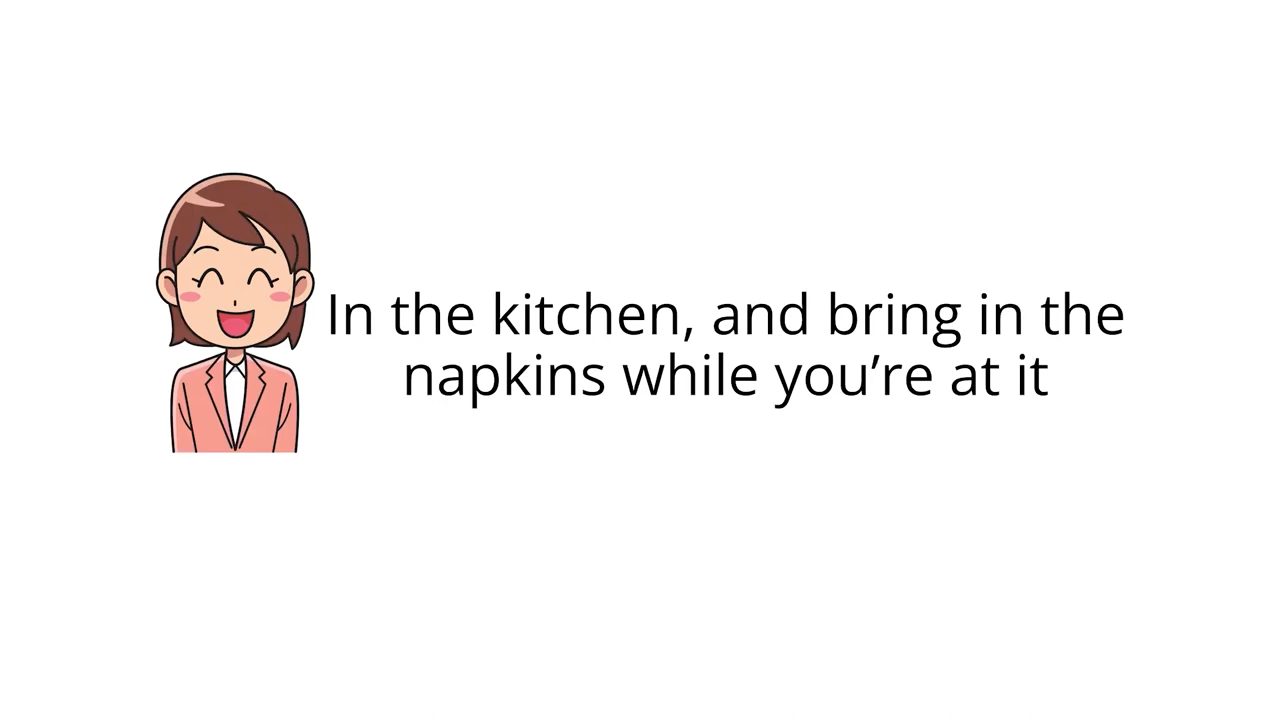 In the kitchen, and bring in the
napkins while you’re at it